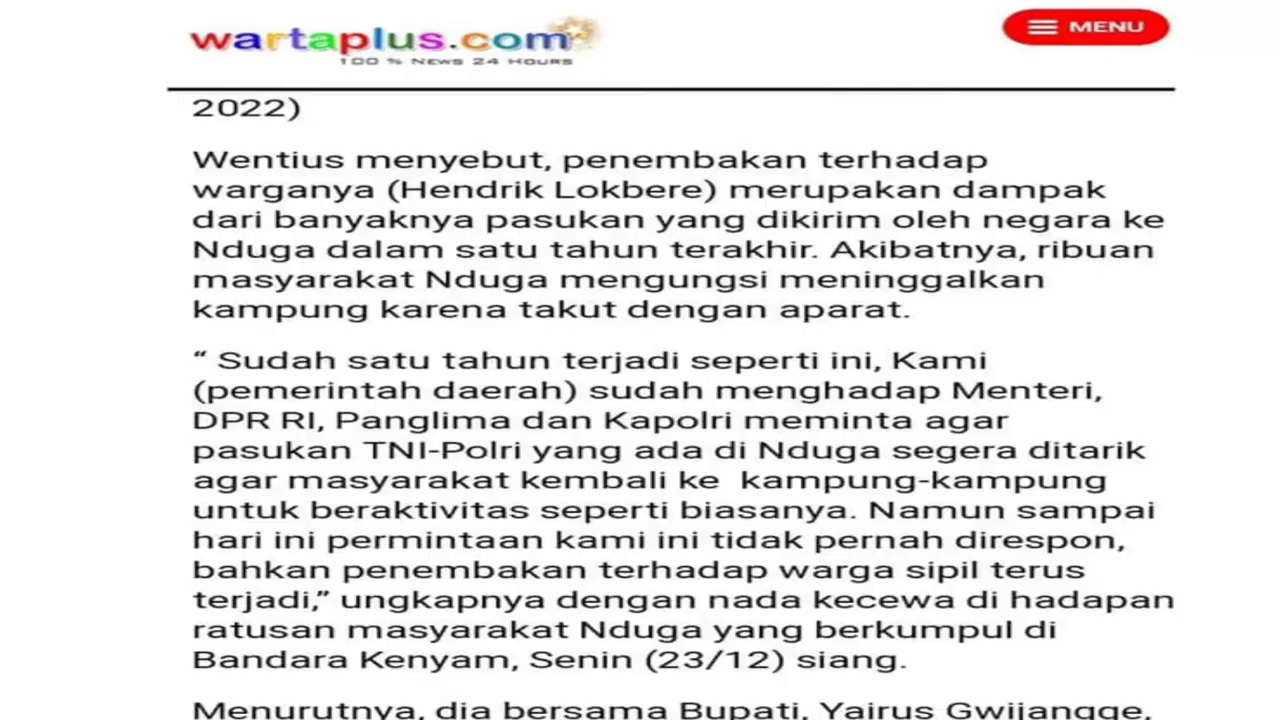 wartaplus.com
100 % News 24 Hours
MENU
2022)
Wentius menyebut, penembakan terhadap
warganya (Hendrik Lokbere) merupakan dampak
dari banyaknya pasukan yang dikirim oleh negara ke
Nduga dalam satu tahun terakhir. Akibatnya, ribuan
masyarakat Nduga mengungsi meninggalkan
kampung karena takut dengan aparat.
“ Sudah satu tahun terjadi seperti ini, Kami
(pemerintah daerah) sudah menghadap Menteri,
DPR RI, Panglima dan Kapolri meminta agar
pasukan TNI-Polri yang ada di Nduga segera ditarik
agar masyarakat kembali ke  kampung-kampung
untuk beraktivitas seperti biasanya. Namun sampai
hari ini permintaan kami ini tidak pernah direspon,
bahkan penembakan terhadap warga sipil terus
terjadi,” ungkapnya dengan nada kecewa di hadapan
ratusan masyarakat Nduga yang berkumpul di
Bandara Kenyam, Senin (23/12) siang.
Menurutnya, dia bersama Bupati, Yairus Gwijangge,